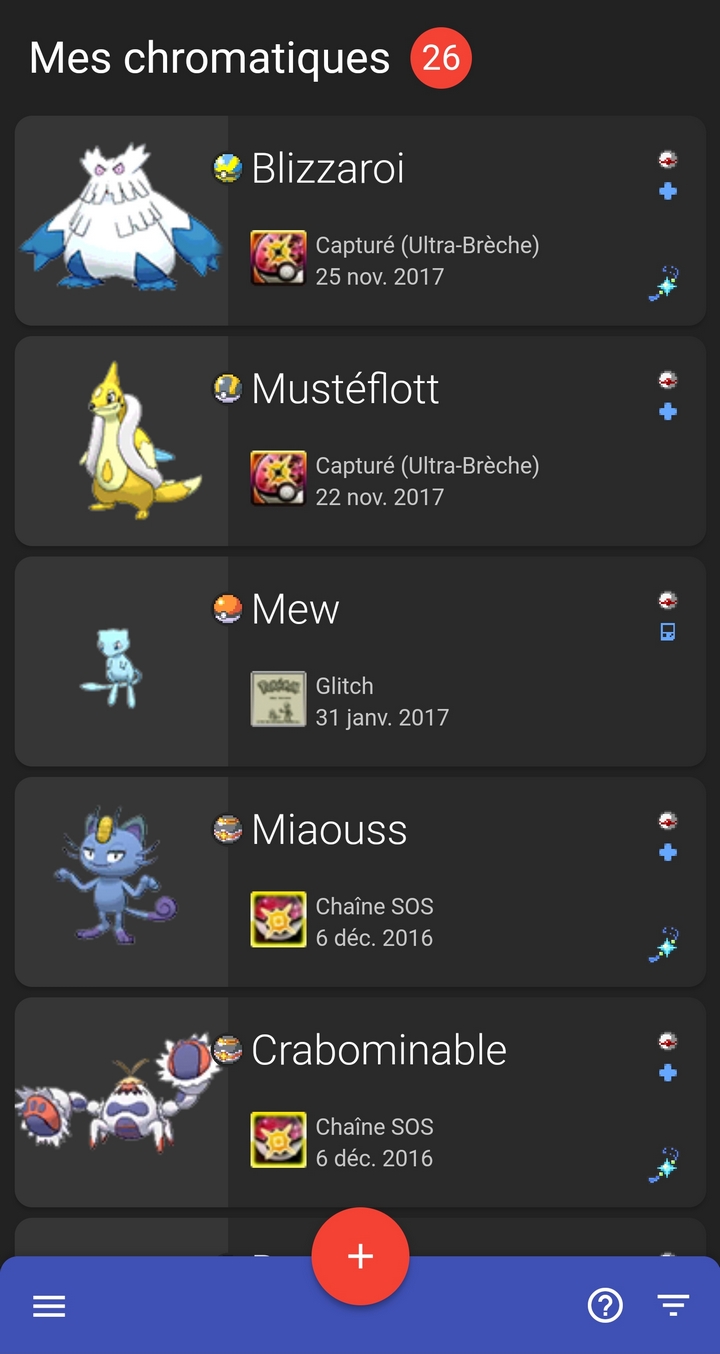 Mes chromatiques 26
Blizzaroi
Capturé (Ultra-Brèche)
25 nov. 2017
Mustéflott
Capturé (Ultra-Brèche)
22 nov. 2017
Mew
Pokémon
Glitch
31 janv. 2017
Miaouss
Chaîne SOS
6 déc. 2016
Crabominable
Chaîne SOS
6 déc. 2016